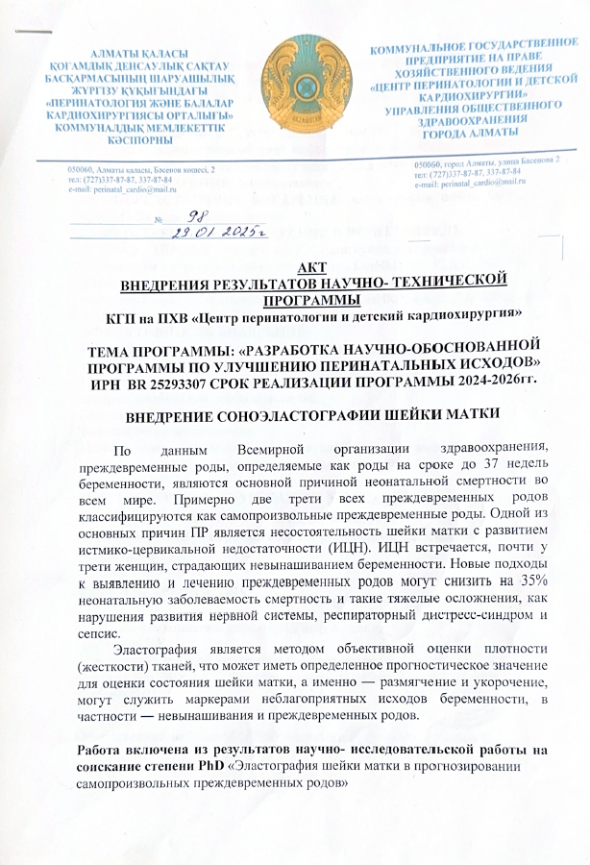 АЛМАТЫ ҚАЛАСЫ
ҚОҒАМДЫҚ ДЕНСАУЛЫҚ САҚТАУ
БАСҚАРМАСЫНЫҢ ШАРУАШЫЛЫҚ
ЖҮРГІЗУ ҚҰҚЫҒЫНДАҒЫ
«ПЕРИНАТОЛОГИЯ ЖӘНЕ БАЛАЛАР
КАРДИОХИРУРГИЯСЫ ОРТАЛЫҒЫ»
КОММУНАЛДЫҚ МЕМЛЕКЕТТІК
КӘСІПОРНЫ
КОММУНАЛЬНОЕ ГОСУДАРСТВЕННОЕ
ПРЕДПРИЯТИЕ НА ПРАВЕ
ХОЗЯЙСТВЕННОГО ВЕДЕНИЯ
«ЦЕНТР ПЕРИНАТОЛОГИИ И ДЕТСКОЙ
КАРДИОХИРУРГИИ»
УПРАВЛЕНИЯ ОБЩЕСТВЕННОГО
ЗДРАВООХРАНЕНИЯ
ГОРОДА АЛМАТЫ
050060, Алматы қаласы, Басенов көшесі, 2
тел: (727)337-87-87, 337-87-84
e-mail: perinatal_cardio@mail.ru
050060, город Алматы, улица Басенова 2
тел: (727)337-87-87, 337-87-84
e-mail: perinatal_cardio@mail.ru
№ 98
29 01 2025г
АКТ
ВНЕДРЕНИЯ РЕЗУЛЬТАТОВ НАУЧНО- ТЕХНИЧЕСКОЙ
ПРОГРАММЫ
КГП на ПХВ «Центр перинатологии и детский кардиохирургия»
ТЕМА ПРОГРАММЫ: «РАЗРАБОТКА НАУЧНО-ОБОСНОВАННОЙ
ПРОГРАММЫ ПО УЛУЧШЕНИЮ ПЕРИНАТАЛЬНЫХ ИСХОДОВ»
ИРН BR 25293307 СРОК РЕАЛИЗАЦИИ ПРОГРАММЫ 2024-2026гг.
ВНЕДРЕНИЕ СОНОЭЛАСТОГРАФИИ ШЕЙКИ МАТКИ
По данным Всемирной организации здравоохранения,
преждевременные роды, определяемые как роды на сроке до 37 недель
беременности, являются основной причиной неонатальной смертности во
всем мире. Примерно две трети всех преждевременных родов
классифицируются как самопроизвольные преждевременные роды. Одной из
основных причин ПР является несостоятельность шейки матки с развитием
истмико-цервикальной недостаточности (ИЦН). ИЦН встречается, почти у
трети женщин, страдающих невынашиванием беременности. Новые подходы
к выявлению и лечению преждевременных родов могут снизить на 35%
неонатальную заболеваемость смертность и такие тяжелые осложнения, как
нарушения развития нервной системы, респираторный дистресс-синдром и
сепсис.
Эластография является методом объективной оценки плотности
(жесткости) тканей, что может иметь определенное прогностическое значение
для оценки состояния шейки матки, а именно — размягчение и укорочение,
могут служить маркерами неблагоприятных исходов беременности, в
частности — невынашивания и преждевременных родов.
Работа включена из результатов научно- исследовательской работы на
соискание степени PhD «Эластография шейки матки в прогнозировании
самопроизвольных преждевременных родов»